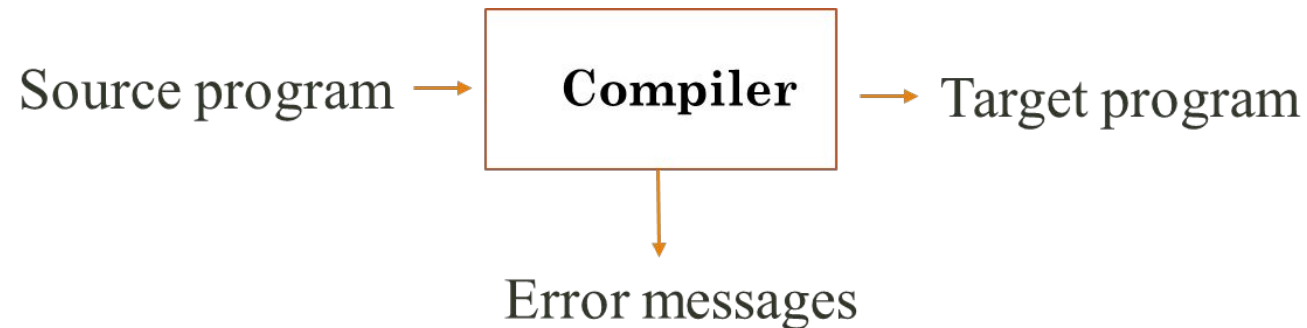 Source program
Compiler
Target program
Error messages